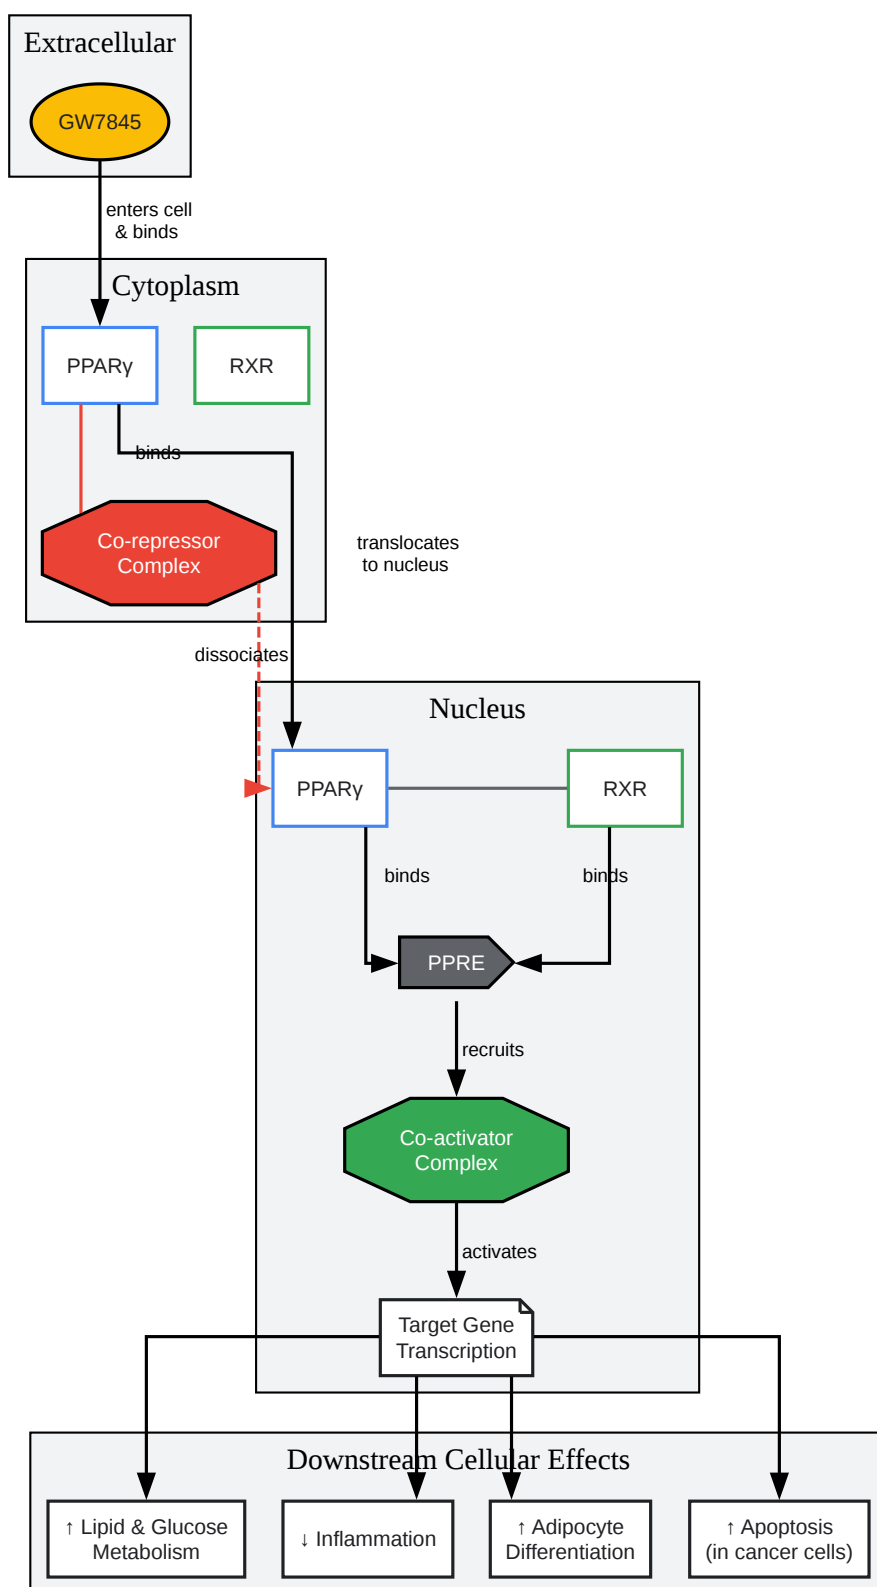 Extracellular
GW7845
enters cell
& binds
Cytoplasm
PPARγ
RXR
binds
Co-repressor
Complex
translocates
to nucleus
dissociates
Nucleus
PPARγ
RXR
binds
binds
PPRE
recruits
Co-activator
Complex
activates
Target Gene
Transcription
Downstream Cellular Effects
↑ Lipid & Glucose
Metabolism
↓ Inflammation
↑ Adipocyte
Differentiation
↑ Apoptosis
(in cancer cells)